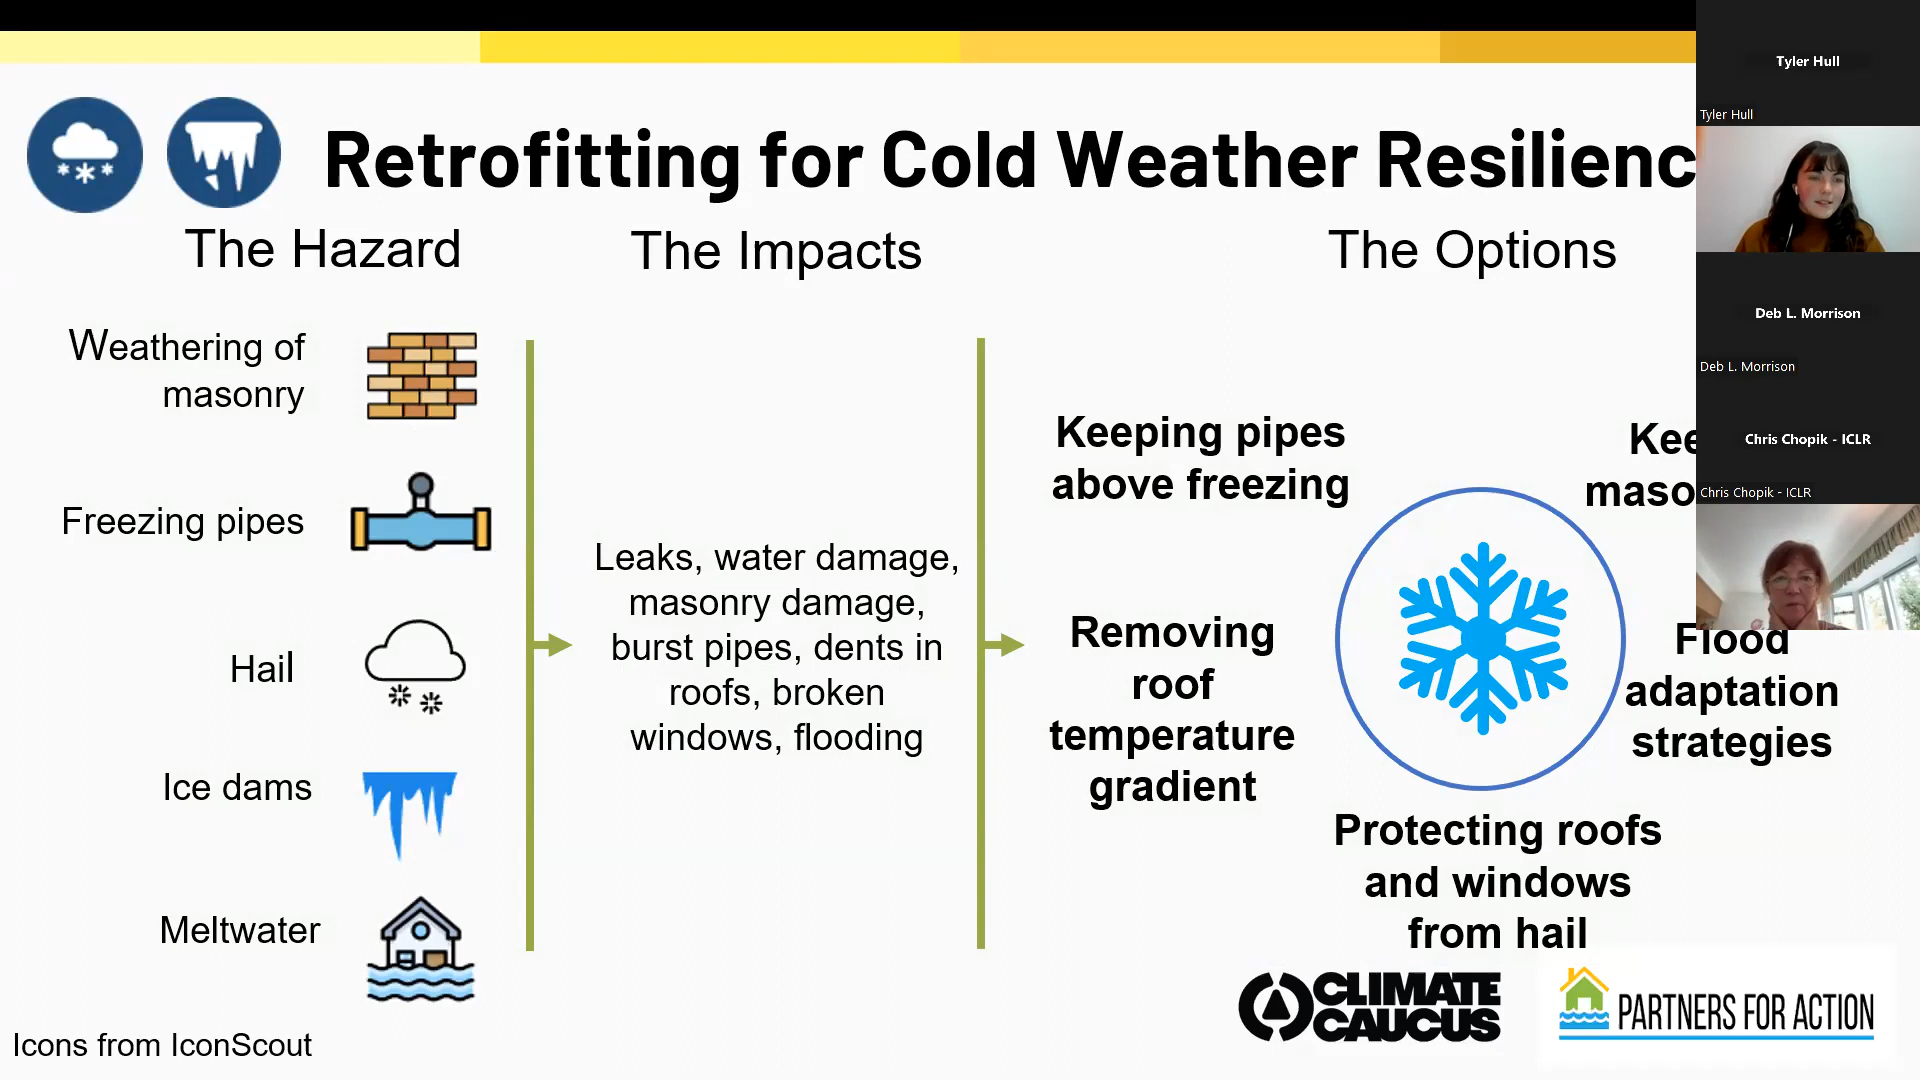 Retrofitting for Cold Weather Resilienc
The Hazard
The Impacts
The Options
Weathering of
masonry
Freezing pipes
Hail
Ice dams
Meltwater
Leaks, water damage,
masonry damage,
burst pipes, dents in
roofs, broken
windows, flooding
Keeping pipes
above freezing
Kee
maso
Removing
roof
temperature
gradient
Flood
adaptation
strategies
Protecting roofs
and windows
from hail
CLIMATE
CAUCUS
PARTNERS FOR ACTION
Icons from IconScout
Tyler Hull
Tyler Hull
Deb L. Morrison
Deb L. Morrison
Chris Chopik - ICLR
Chris Chopik - ICLR